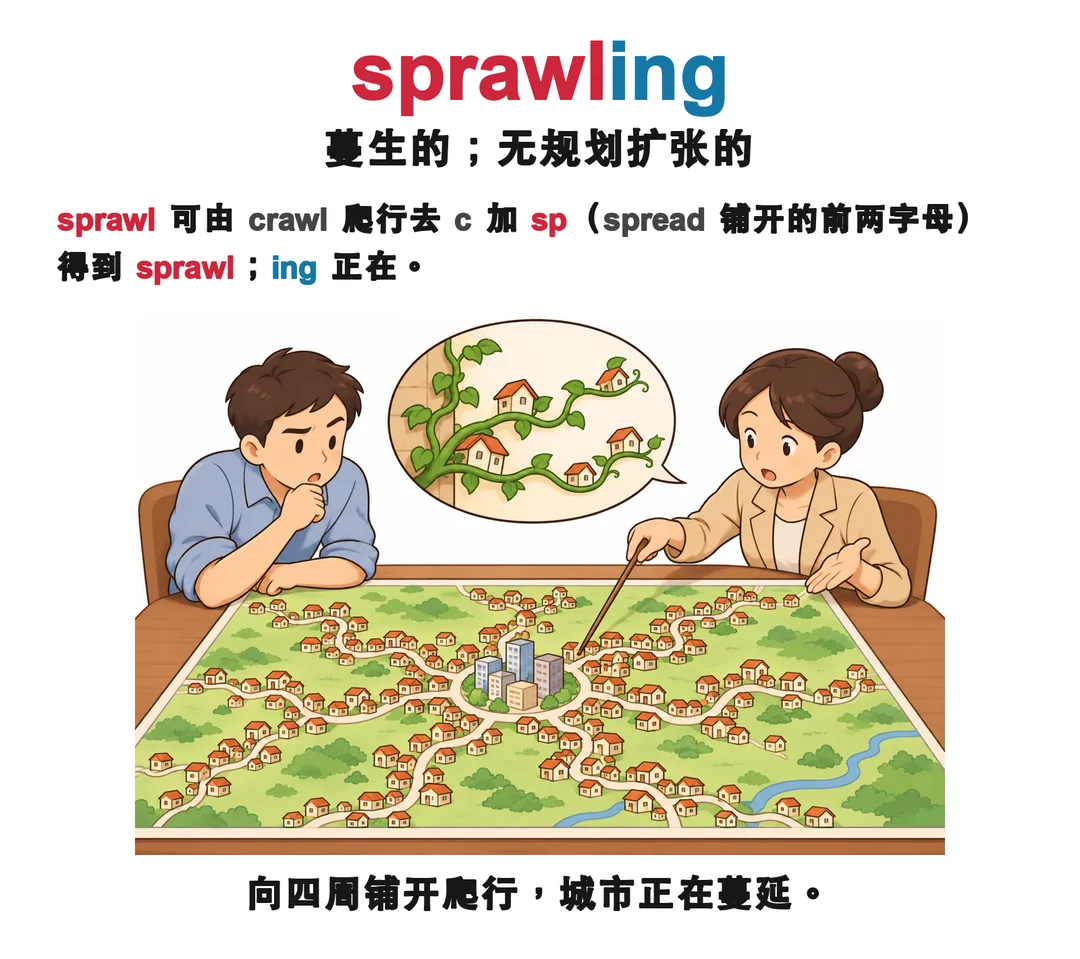 sprawling
蔓生的；无规划扩张的
sprawl 可由 crawl 爬行去 c 加 sp（spread 铺开的前两字母）
得到 sprawl；ing 正在。
向四周铺开爬行，城市正在蔓延。